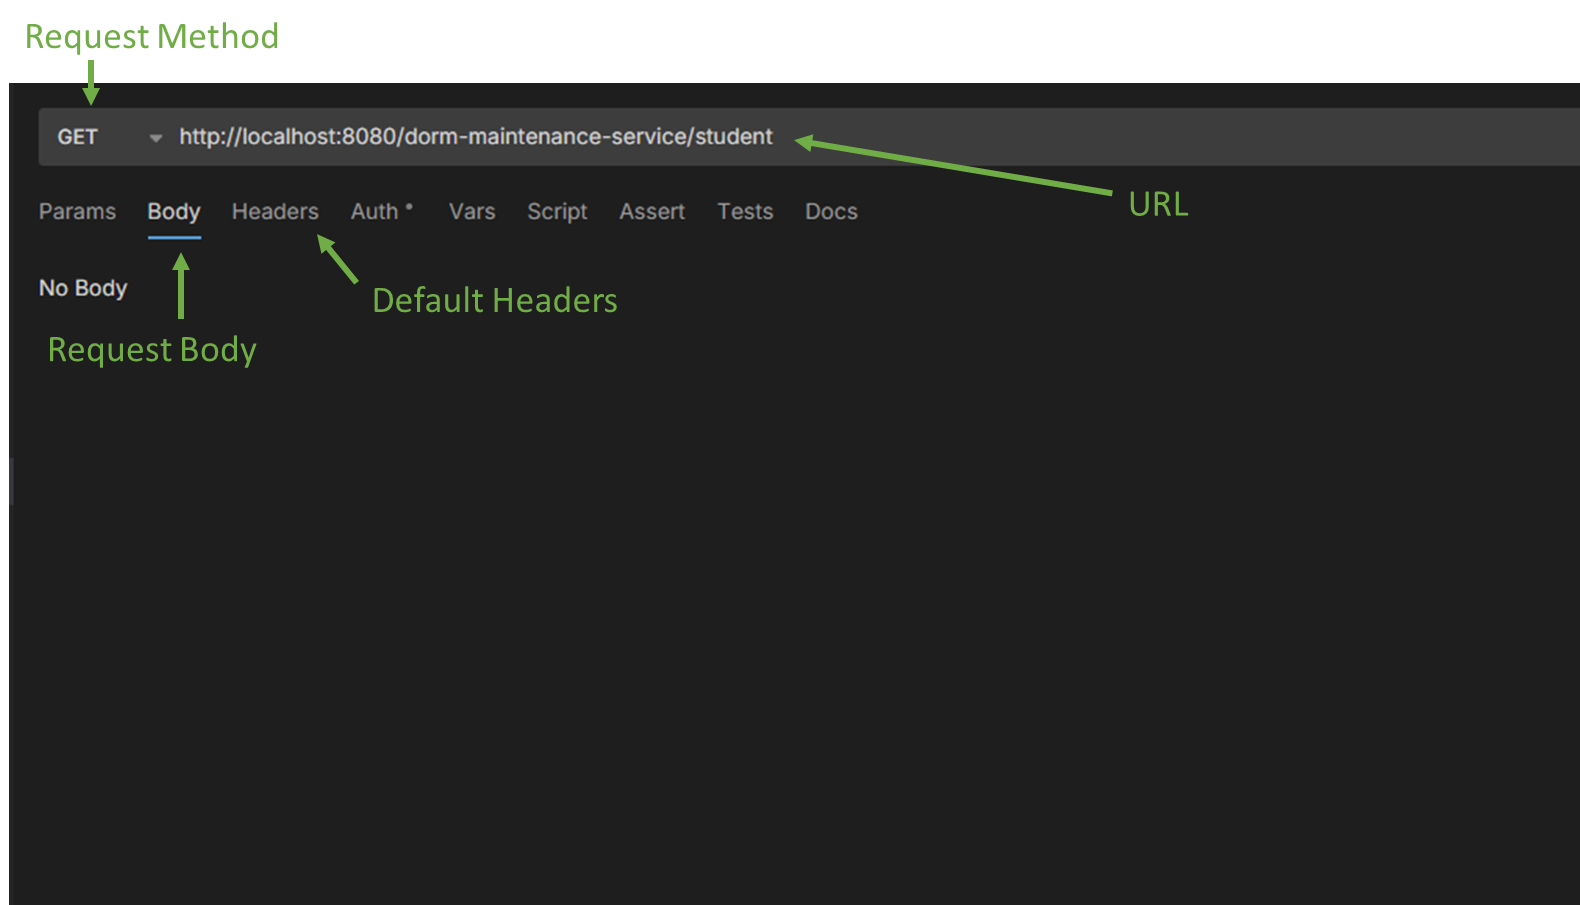 Request Method
GET http://localhost:8080/dorm-maintenance-service/student
Params Body Headers Auth Vars Script Assert Tests Docs
URL
No Body
Default Headers
Request Body